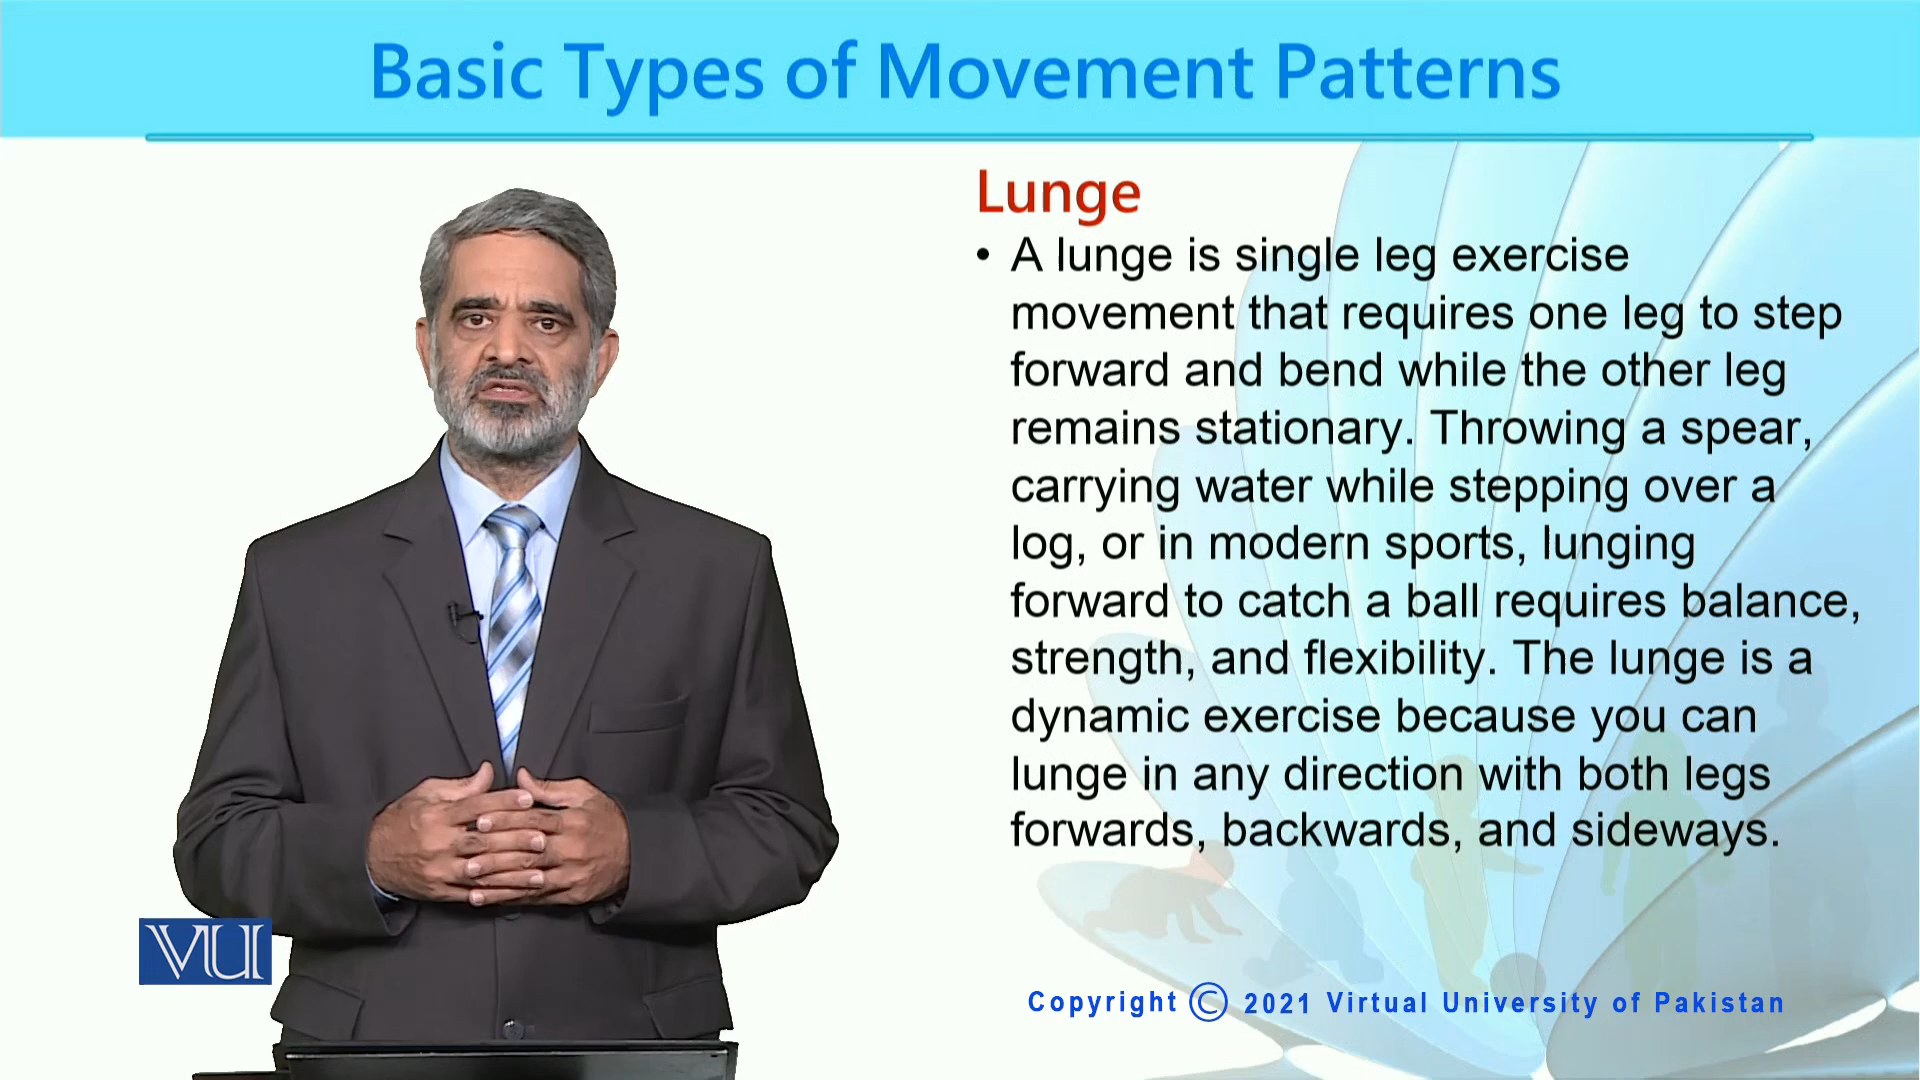 Basic Types of Movement Patterns
Lunge
• A lunge is single leg exercise
movement that requires one leg to step
forward and bend while the other leg
remains stationary. Throwing a spear,
carrying water while stepping over a
log, or in modern sports, lunging
forward to catch a ball requires balance,
strength, and flexibility. The lunge is a
dynamic exercise because you can
lunge in any direction with both legs
forwards, backwards, and sideways.
VU
Copyright © 2021 Virtual University of Pakistan